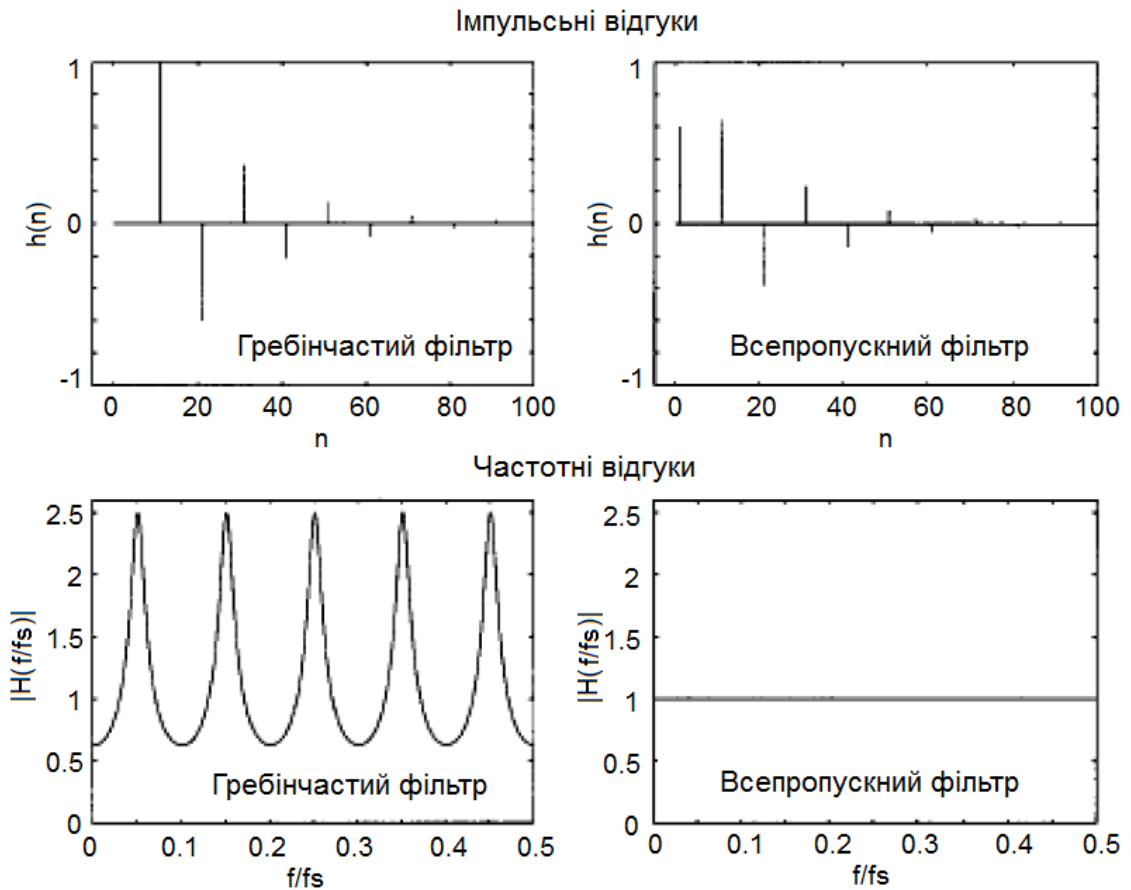 Імпульсьні відгуки
1
0
-1
h(n)
0 20 40 60 80 100
n
Гребінчастий фільтр
1
0
-1
h(n)
0 20 40 60 80 100
n
Всепропускний фільтр
Частотні відгуки
2.5
2
1.5
1
0.5
0
|H(f/fs)|
0 0.1 0.2 0.3 0.4 0.5
f/fs
Гребінчастий фільтр
2.5
2
1.5
1
0.5
0
|H(f/fs)|
0 0.1 0.2 0.3 0.4 0.5
f/fs
Всепропускний фільтр